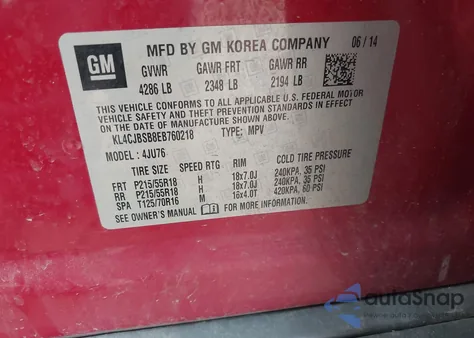 GM
MFD BY GM KOREA COMPANY 06 / 14
GVWR GAWR FRT GAWR RR
4286 LB 2348 LB 2194 LB
THIS VEHICLE CONFORMS TO ALL APPLICABLE U.S. FEDERAL MOTOR
VEHICLE SAFETY, BUMPER, AND THEFT PREVENTION STANDARDS IN
EFFECT ON THE DATE OF MANUFACTURE SHOWN ABOVE.
KL4CJBSB8EB760218 TYPE: MPV
MODEL: 4JU76
TIRE SIZE SPEED RTG RIM COLD TIRE PRESSURE
FRT P215/55R18 H 18x7.0J 240KPA, 35 PSI
RR P215/55R18 H 18x7.0J 240KPA, 35 PSI
SPA T125/70R16 M 16x4.0T 420KPA, 60 PSI
SEE OWNER'S MANUAL FOR MORE INFORMATION
autoSnap